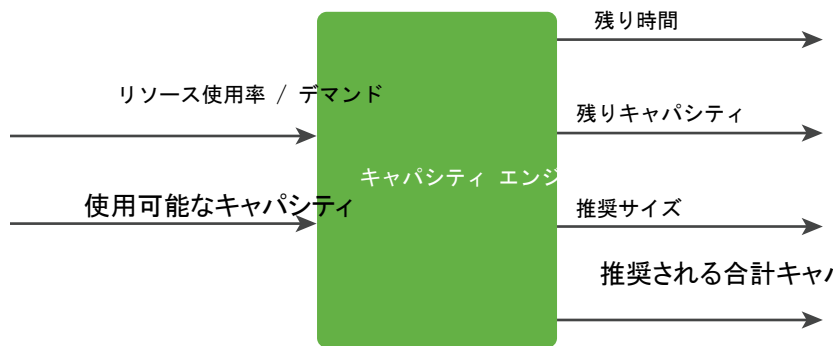 残り時間
リソース使用率 / デマンド
残りキャパシティ
キャパシティ エンジ
使用可能なキャパシティ
推奨サイズ
推奨される合計キャパ